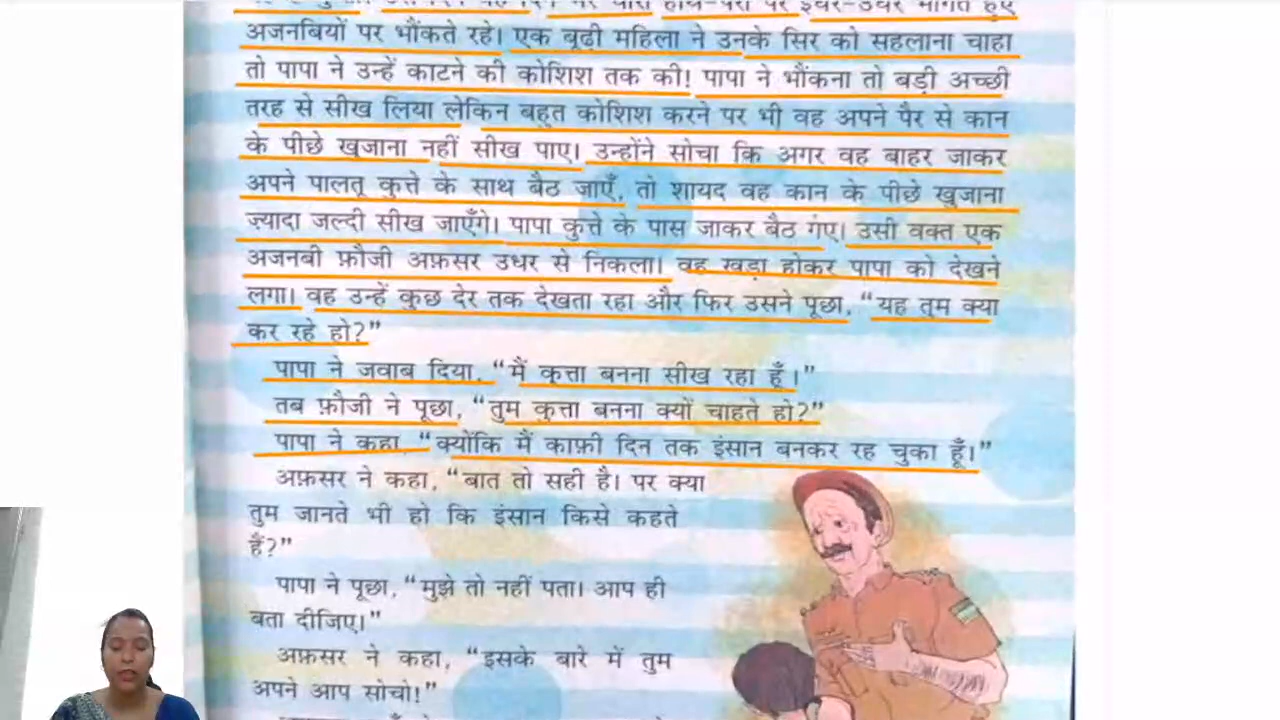 हाथ-पैरों पर इधर-उधर भागते हुए
अजनबियों पर भौंकते रहे। एक बूढ़ी महिला ने उनके सिर को सहलाना चाहा
तो पापा ने उन्हें काटने की कोशिश तक की! पापा ने भौंकना तो बड़ी अच्छी
तरह से सीख लिया लेकिन बहुत कोशिश करने पर भी वह अपने पैर से कान
के पीछे खुजाना नहीं सीख पाए। उन्होंने सोचा कि अगर वह बाहर जाकर
अपने पालतू कुत्ते के साथ बैठ जाएँ, तो शायद वह कान के पीछे खुजाना
ज़्यादा जल्दी सीख जाएँगे। पापा कुत्ते के पास जाकर बैठ गए। उसी वक्त एक
अजनबी फ़ौजी अफ़सर उधर से निकला। वह खड़ा होकर पापा को देखने
लगा। वह उन्हें कुछ देर तक देखता रहा और फिर उसने पूछा, “यह तुम क्या
कर रहे हो?”
पापा ने जवाब दिया, “मैं कुत्ता बनना सीख रहा हूँ।”
तब फ़ौजी ने पूछा, “तुम कुत्ता बनना क्यों चाहते हो?”
पापा ने कहा, “क्योंकि मैं काफ़ी दिन तक इंसान बनकर रह चुका हूँ।”
अफ़सर ने कहा, “बात तो सही है। पर क्या
तुम जानते भी हो कि इंसान किसे कहते
हैं?”
पापा ने पूछा, “मुझे तो नहीं पता। आप ही
बता दीजिए।”
अफ़सर ने कहा, “इसके बारे में तुम
अपने आप सोचो!”